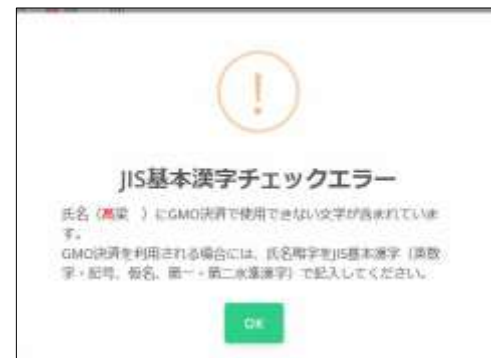 JIS基本漢字チェックエラー
氏名（髙梁　）にGMO決済で使用できない文字が含まれていま
す。
GMO決済を利用される場合には、氏名略字をJIS基本漢字（英数
字・記号、仮名、第一・第二水準漢字）で記入してください。
OK